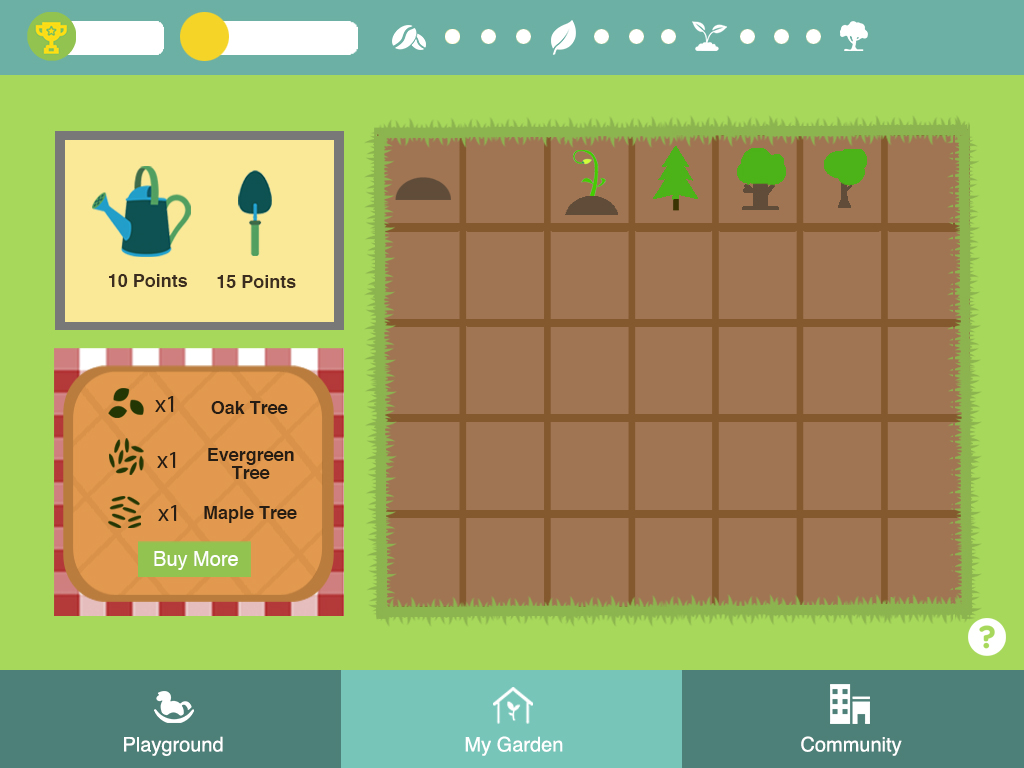 10 Points 15 Points
x1 Oak Tree
x1 Evergreen
Tree
x1 Maple Tree
Buy More
?
Playground My Garden Community